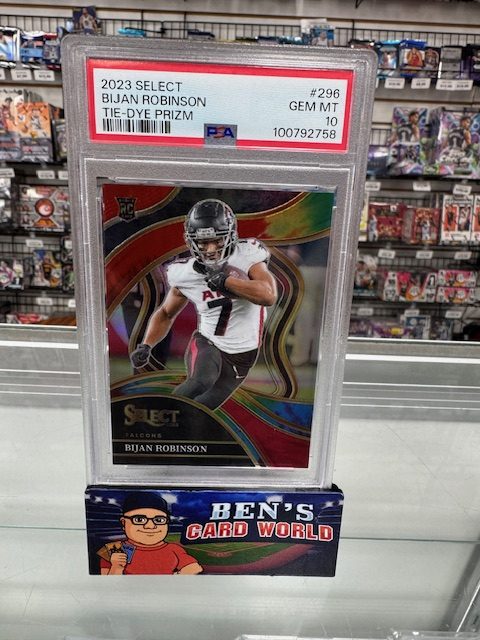 2023 SELECT #296
BIJAN ROBINSON GEM MT
TIE-DYE PRIZM 10
PSA 100792758
RC
7
SELECT
FALCONS
BIJAN ROBINSON
BEN'S
CARD WORLD